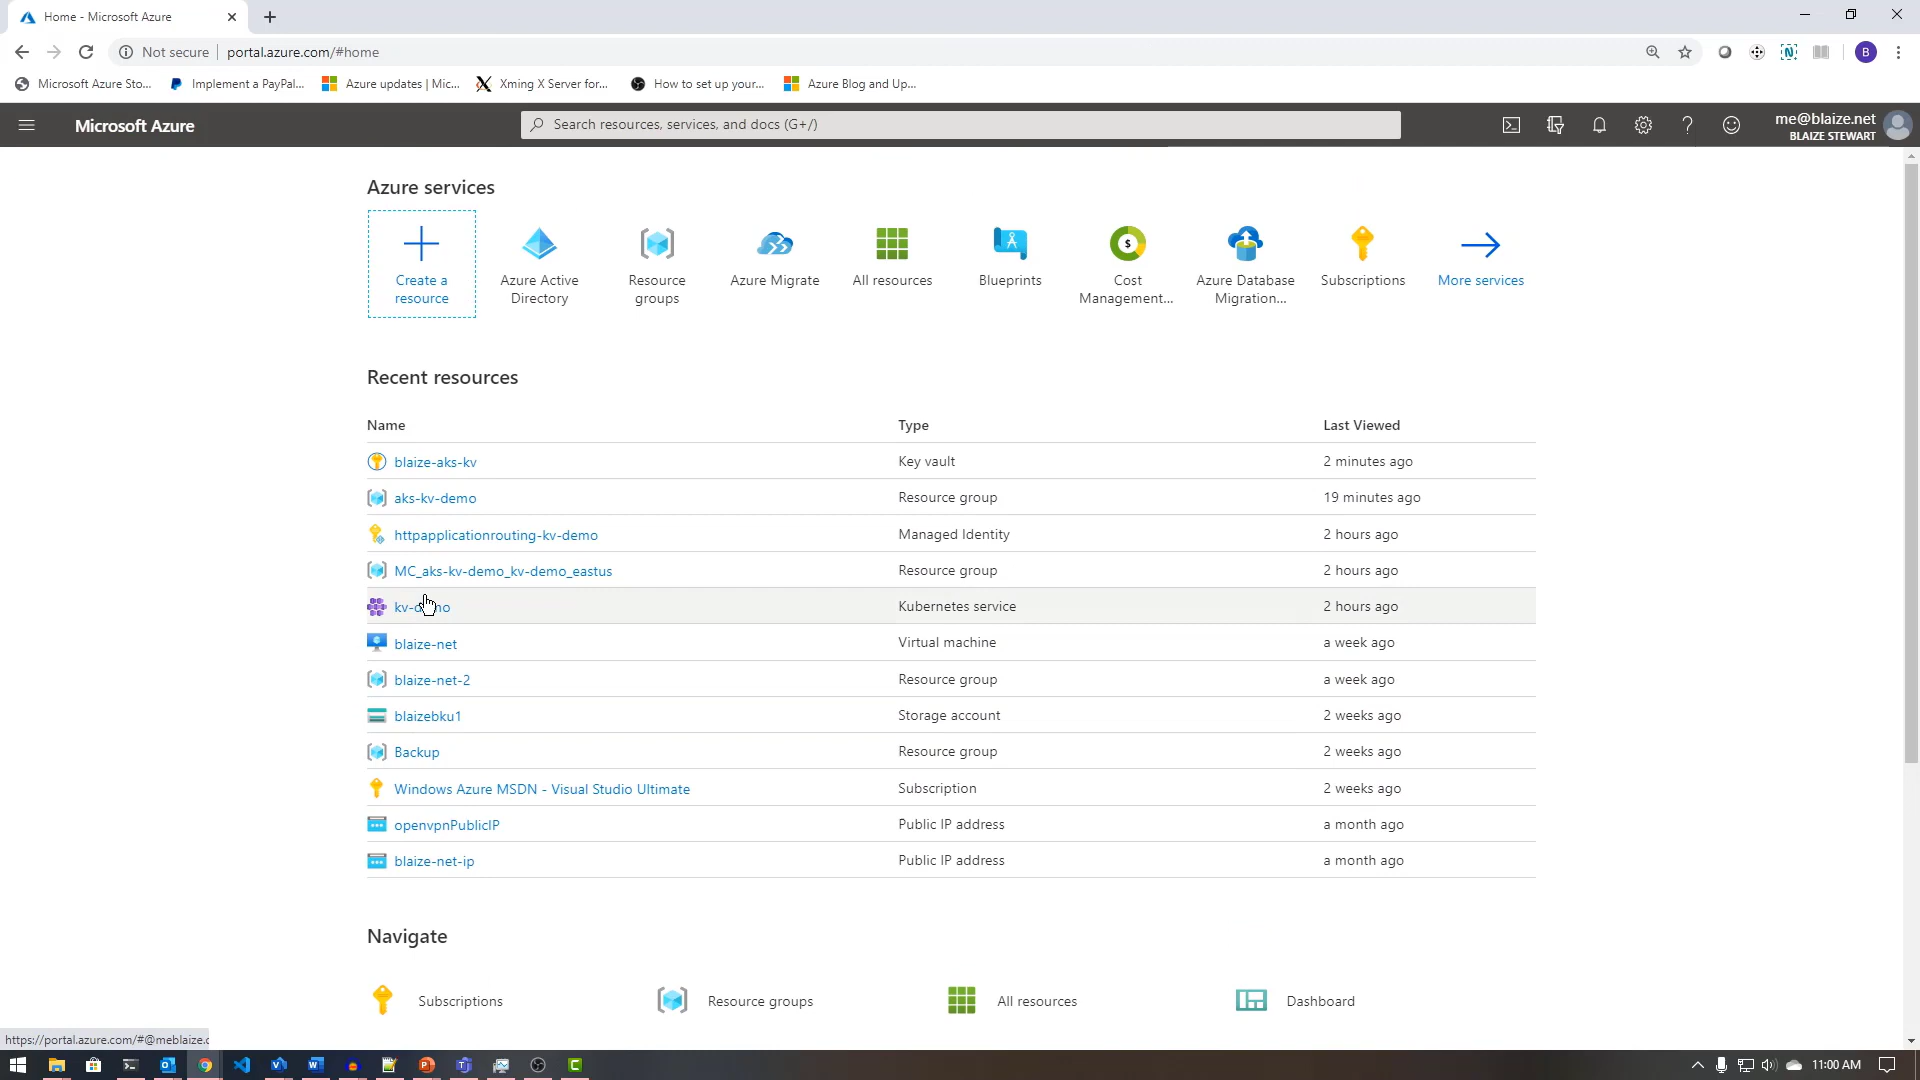 Home - Microsoft Azure
Not secure portal.azure.com/#home
B
Microsoft Azure Sto... Implement a PayPal... Azure updates | Mic... Xming X Server for... How to set up your... Azure Blog and Up...
Microsoft Azure
Search resources, services, and docs (G+/)
me@blaize.net
BLAIZE STEWART
Azure services
Create a resource
Azure Active Directory
Resource groups
Azure Migrate
All resources
Blueprints
Cost Management...
Azure Database Migration...
Subscriptions
More services
Recent resources
Name Type Last Viewed
blaize-aks-kv Key vault 2 minutes ago
aks-kv-demo Resource group 19 minutes ago
httpapplicationrouting-kv-demo Managed Identity 2 hours ago
MC_aks-kv-demo_kv-demo_eastus Resource group 2 hours ago
kv-demo Kubernetes service 2 hours ago
blaize-net Virtual machine a week ago
blaize-net-2 Resource group a week ago
blaizebku1 Storage account 2 weeks ago
Backup Resource group 2 weeks ago
Windows Azure MSDN - Visual Studio Ultimate Subscription 2 weeks ago
openvpnPublicIP Public IP address a month ago
blaize-net-ip Public IP address a month ago
Navigate
Subscriptions Resource groups All resources Dashboard
https://portal.azure.com/#@meblaize.c
11:00 AM